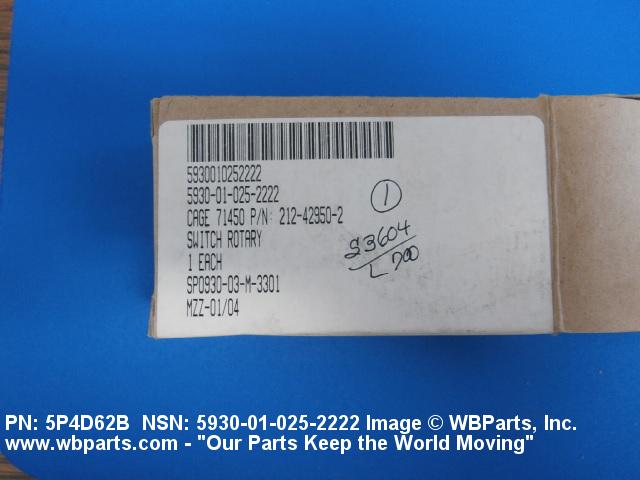 5930010252222
5930-01-025-2222
CAGE 71450 P/N: 212-42950-2
SWITCH ROTARY
1 EACH
SP0930-03-M-3301
MZZ-01/04
1
S3604
L700
PN: 5P4D62B NSN: 5930-01-025-2222 Image © WBParts, Inc.
www.wbparts.com - "Our Parts Keep the World Moving"